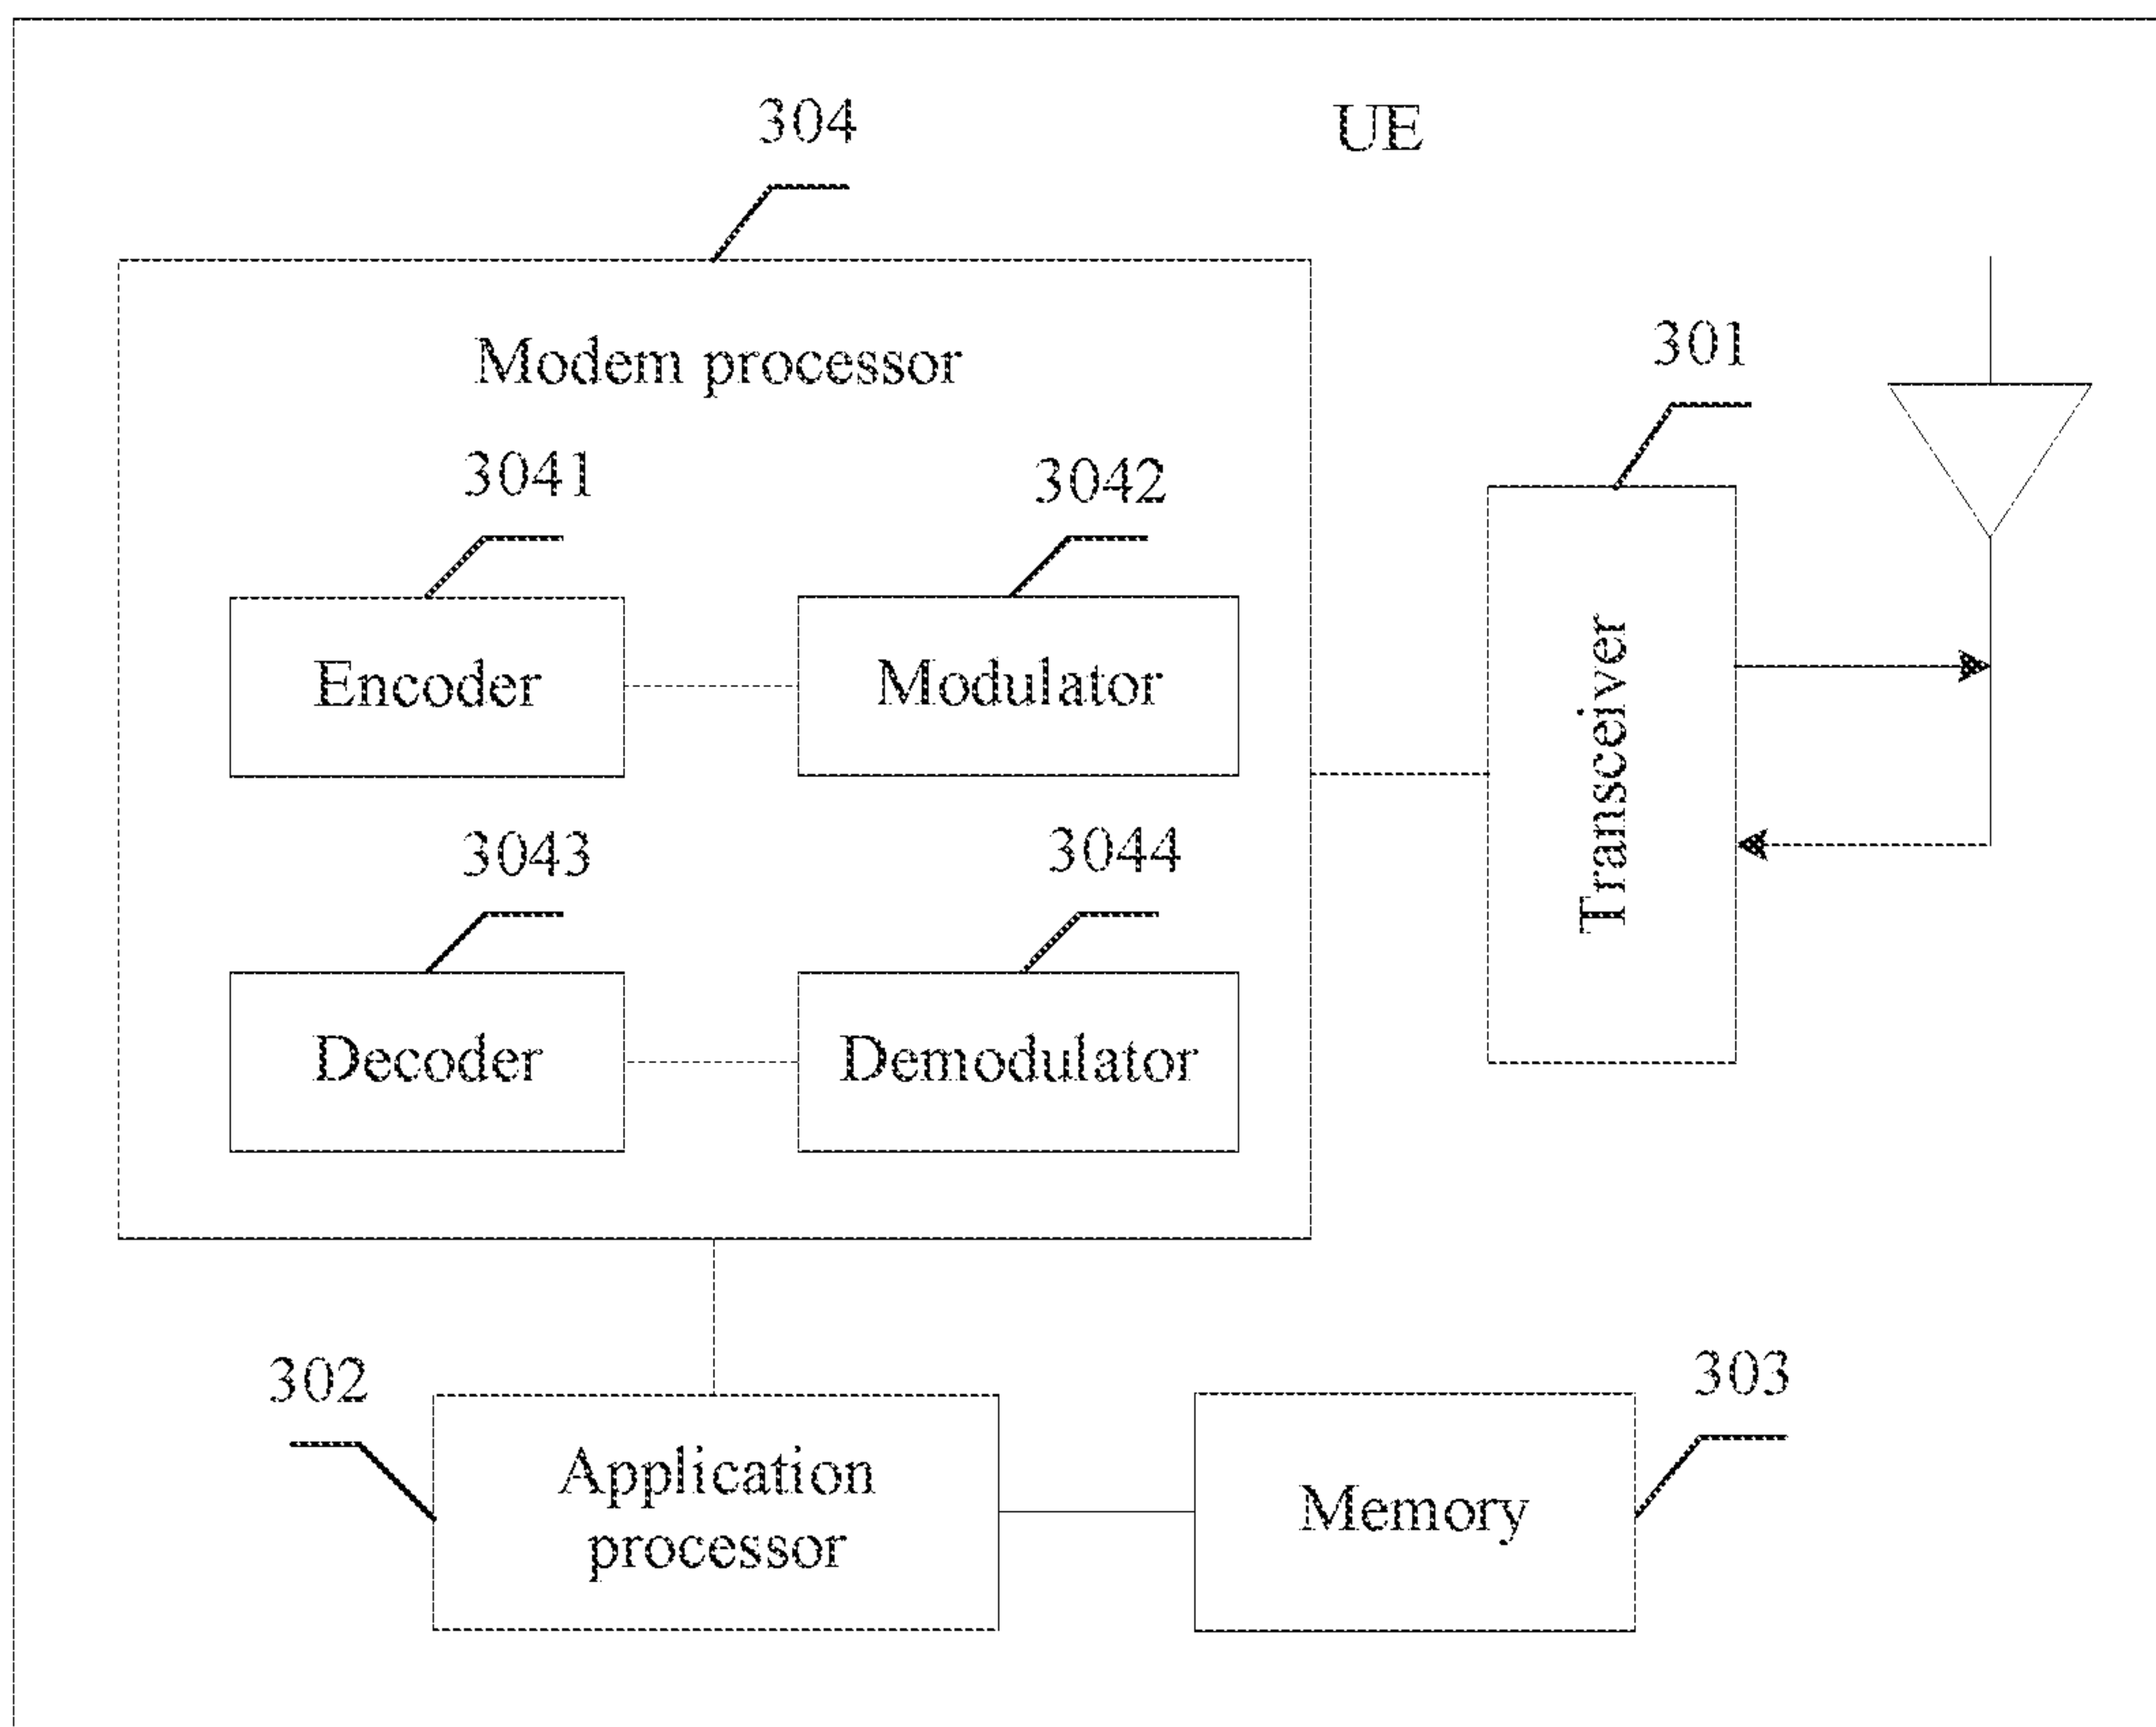 304
UE
Modem processor
301
3041
3042
Encoder
Modulator
Transceiver
3043
3044
Decoder
Demodulator
302
303
Application
processor
Memory